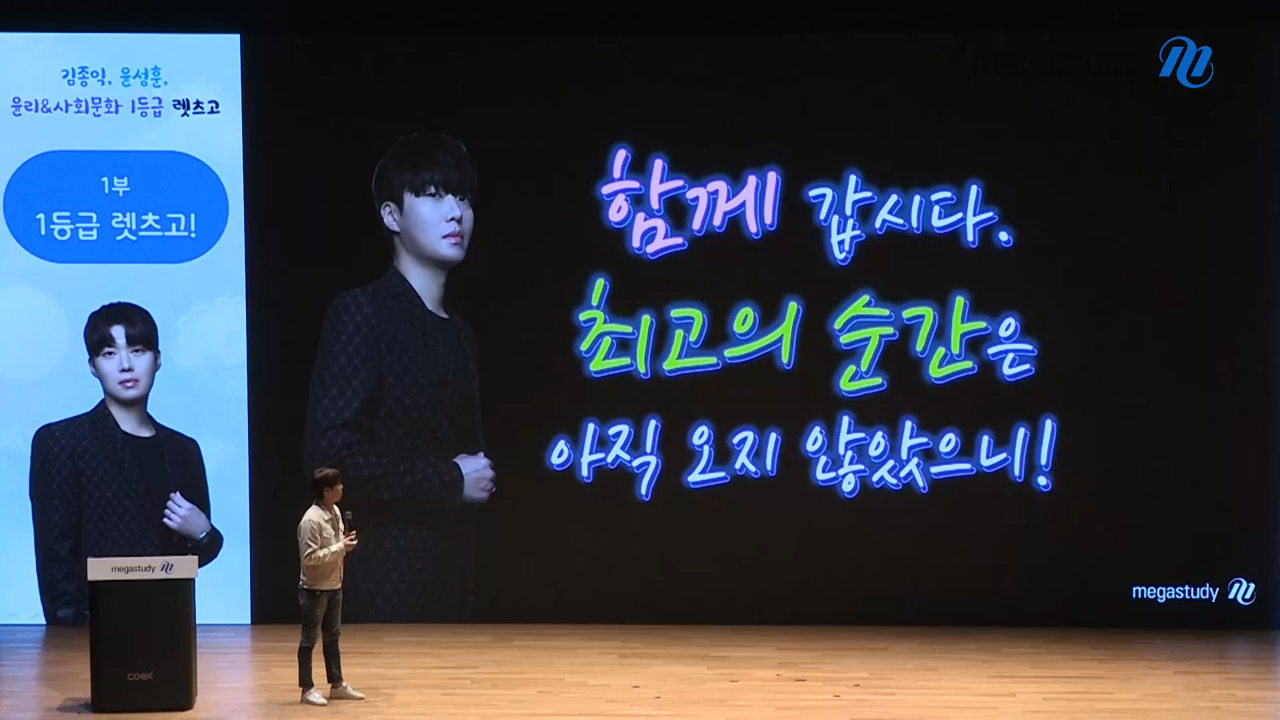 김종익, 윤성훈,
윤리&사회문화 1등급 렛츠고
1부
1등급 렛츠고!
함께 갑시다.
최고의 순간은
아직 오지 않았으니!
megastudy
megastudy
coex